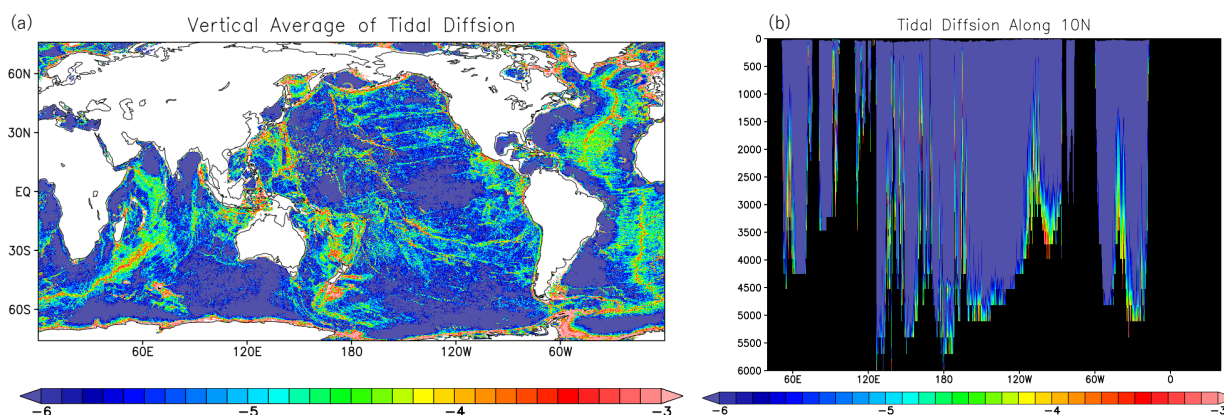 (a)
Vertical Average of Tidal Diffsion
60N
30N
EQ
30S
60S
60E 120E 180 120W 60W
−6 −5 −4 −3
(b)
Tidal Diffsion Along 10N
0
500
1000
1500
2000
2500
3000
3500
4000
4500
5000
5500
6000
60E 120E 180 120W 60W 0
−6 −5 −4 −3